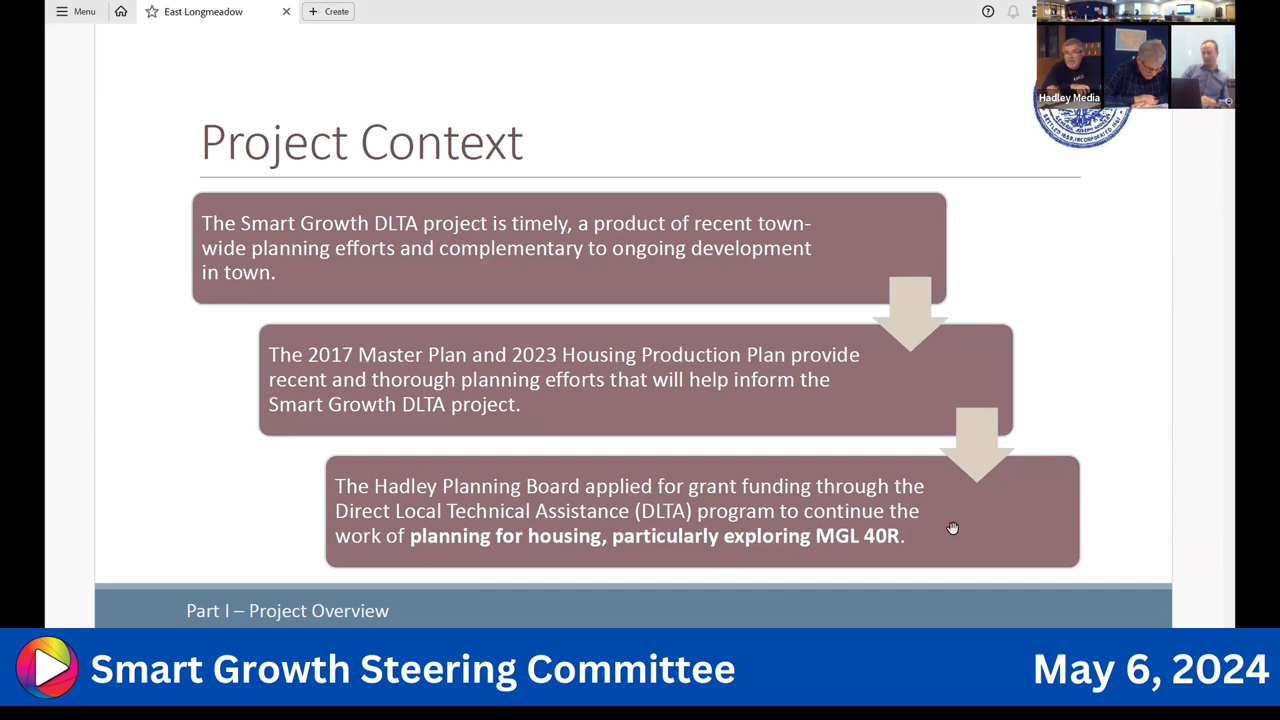 Menu
East Longmeadow
Create
Hadley Media
Project Context
The Smart Growth DLTA project is timely, a product of recent town-
wide planning efforts and complementary to ongoing development
in town.
The 2017 Master Plan and 2023 Housing Production Plan provide
recent and thorough planning efforts that will help inform the
Smart Growth DLTA project.
The Hadley Planning Board applied for grant funding through the
Direct Local Technical Assistance (DLTA) program to continue the
work of planning for housing, particularly exploring MGL 40R.
Part I – Project Overview
Smart Growth Steering Committee
May 6, 2024